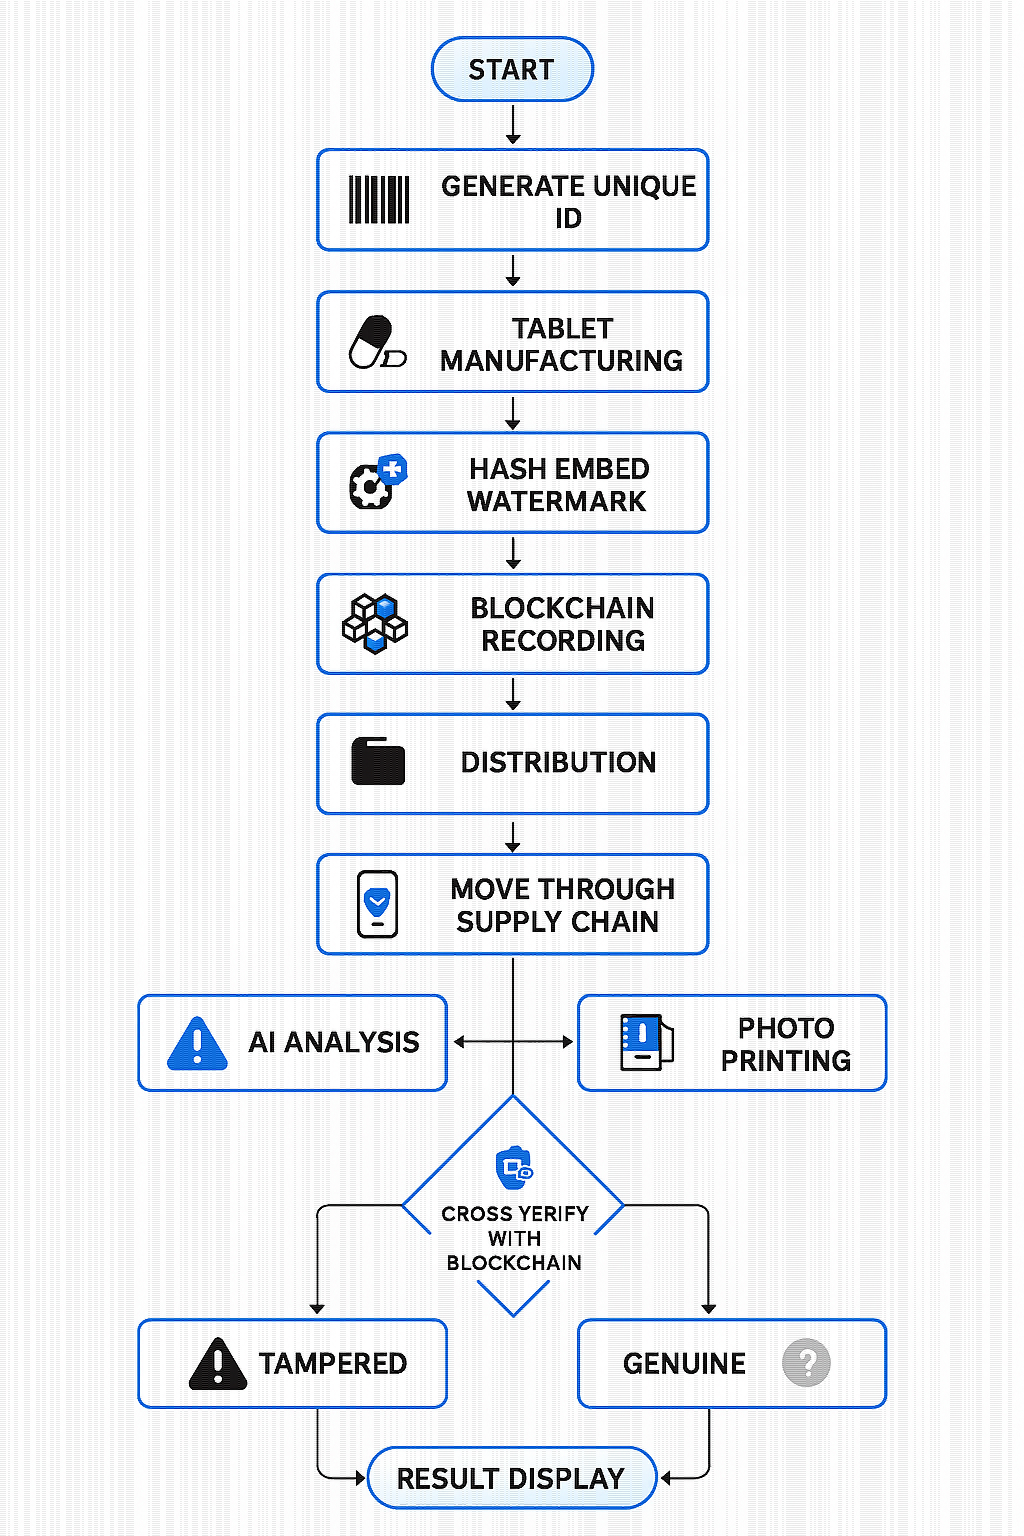 START
GENERATE UNIQUE
ID
TABLET
MANUFACTURING
HASH EMBED
WATERMARK
BLOCKCHAIN
RECORDING
DISTRIBUTION
MOVE THROUGH
SUPPLY CHAIN
AI ANALYSIS
PHOTO
PRINTING
CROSS YERIFY
WITH
BLOCKCHAIN
TAMPERED
GENUINE
?
RESULT DISPLAY